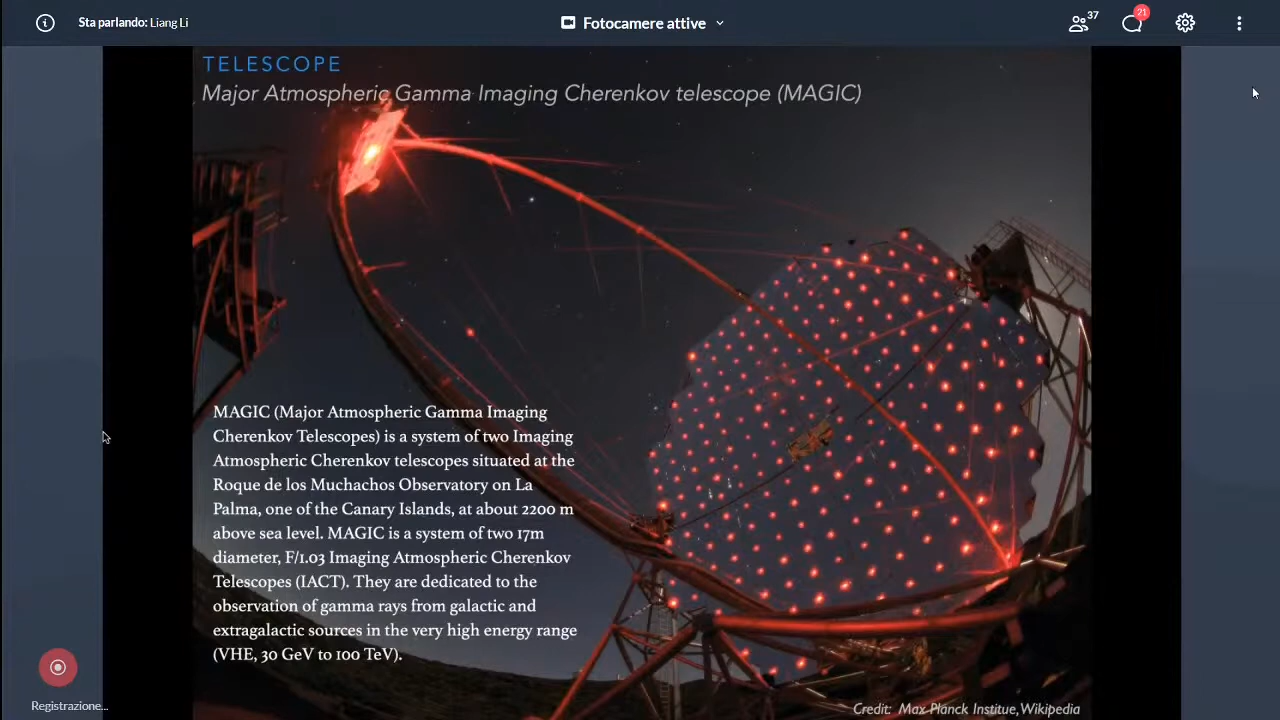 Sta parlando: Liang Li
Fotocamere attive
37
21
TELESCOPE
Major Atmospheric Gamma Imaging Cherenkov telescope (MAGIC)
MAGIC (Major Atmospheric Gamma Imaging
Cherenkov Telescopes) is a system of two Imaging
Atmospheric Cherenkov telescopes situated at the
Roque de los Muchachos Observatory on La
Palma, one of the Canary Islands, at about 2200 m
above sea level. MAGIC is a system of two 17m
diameter, F/1.03 Imaging Atmospheric Cherenkov
Telescopes (IACT). They are dedicated to the
observation of gamma rays from galactic and
extragalactic sources in the very high energy range
(VHE, 30 GeV to 100 TeV).
Registrazione...
Credit: Max Planck Institue,Wikipedia